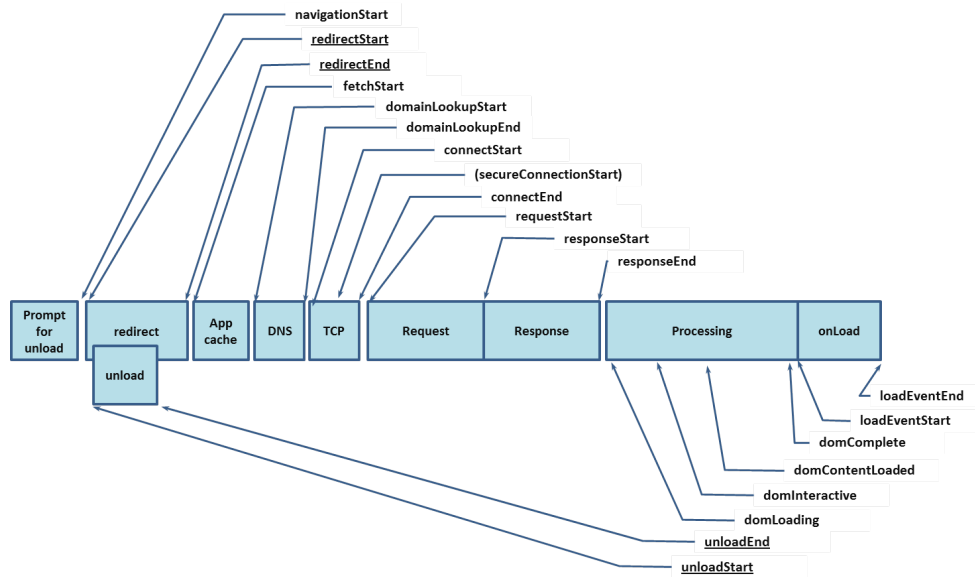 navigationStart
redirectStart
redirectEnd
fetchStart
domainLookupStart
domainLookupEnd
connectStart
(secureConnectionStart)
connectEnd
requestStart
responseStart
responseEnd
Prompt
for
unload
redirect
unload
App
cache
DNS
TCP
Request
Response
Processing
onLoad
loadEventEnd
loadEventStart
domComplete
domContentLoaded
domInteractive
domLoading
unloadEnd
unloadStart